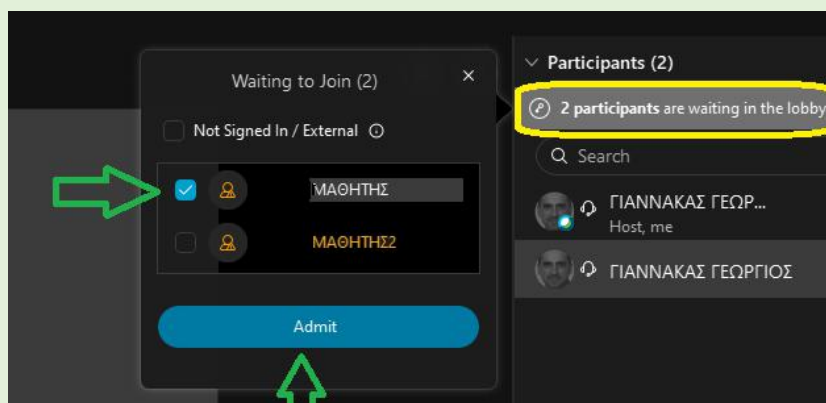 Waiting to Join (2)
Not Signed In / External
ΜΑΘΗΤΗΣ
ΜΑΘΗΤΗΣ2
Admit
Participants (2)
2 participants are waiting in the lobby
Search
ΓΙΑΝΝΑΚΑΣ ΓΕΩΡ...
Host, me
ΓΙΑΝΝΑΚΑΣ ΓΕΩΡΓΙΟΣ